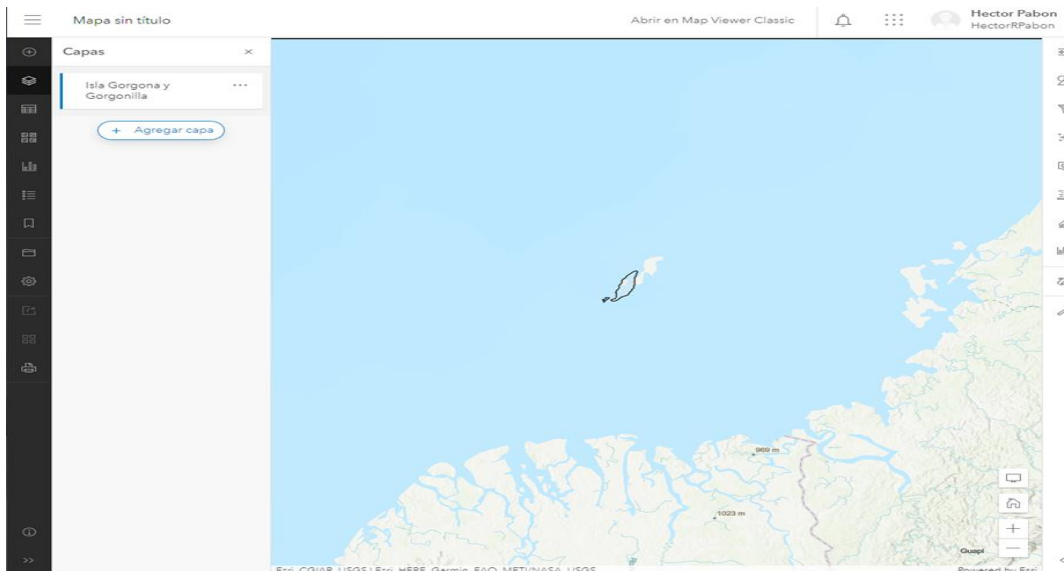 Mapa sin título
Abrir en Map Viewer Classic
Hector Pabon
HectorRPabon
Capas
×
Isla Gorgona y
Gorgonilla
+ Agregar capa
969 m
1023 m
Guapi
Esri, CGIAR, USGS | Esri, HERE, Garmin, FAO, METI/NASA, USGS
Powered by Esri